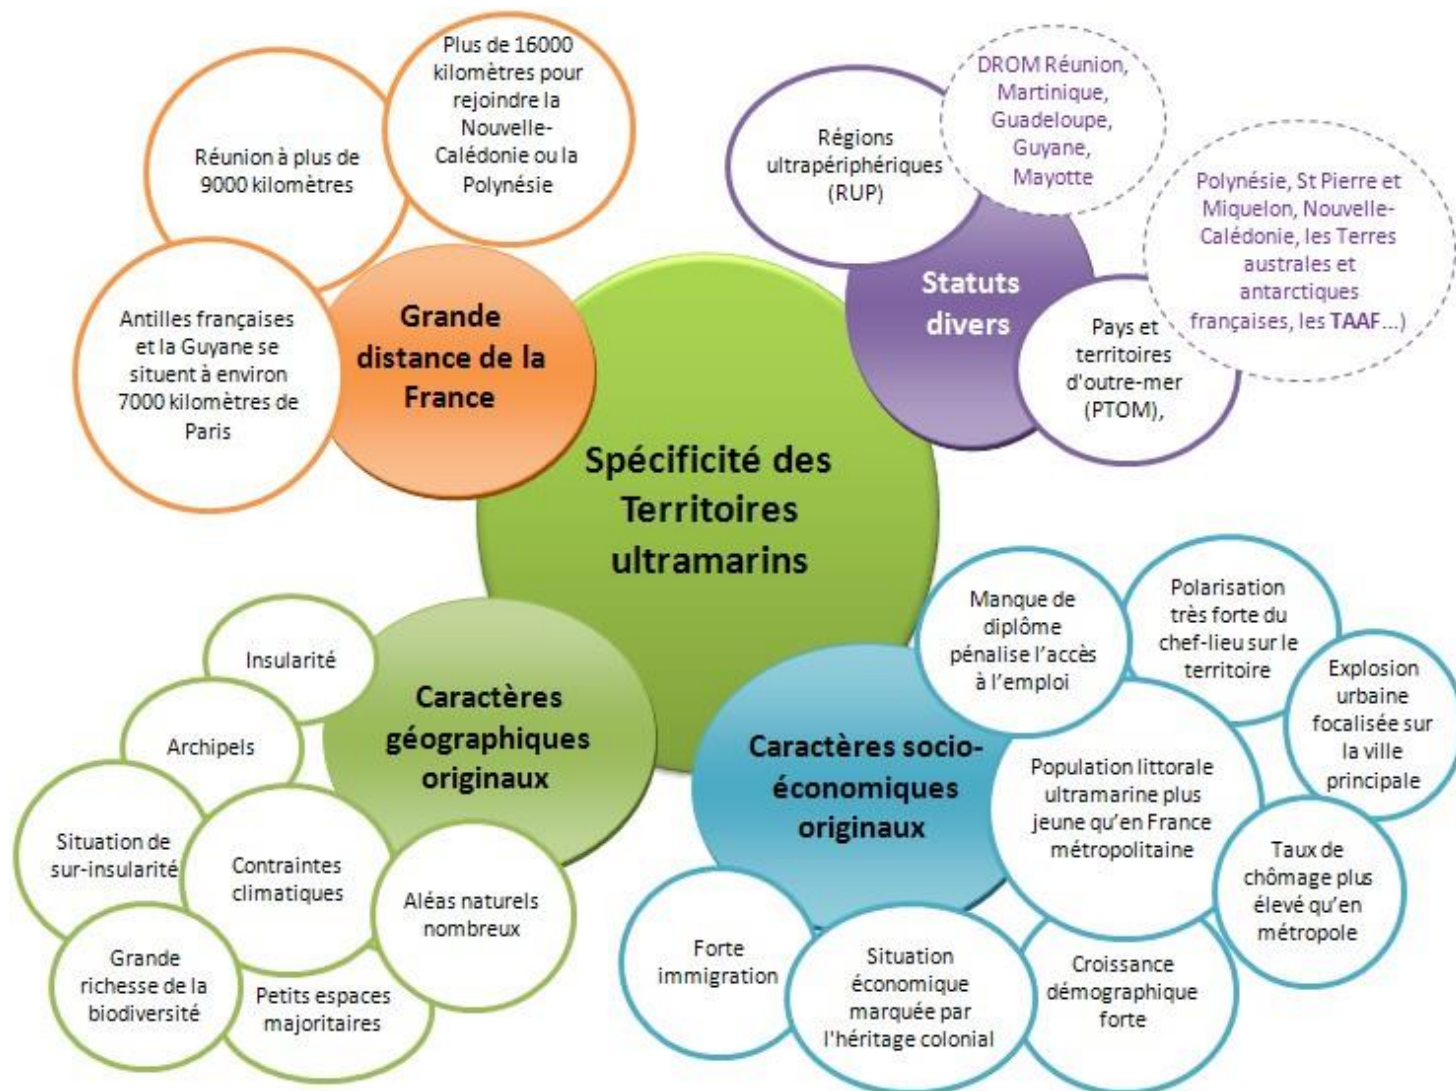 Plus de 16000
kilomètres pour
rejoindre la
Nouvelle-
Calédonie ou la
Polynésie
Réunion à plus de
9000 kilomètres
Antilles françaises
et la Guyane se
situent à environ
7000 kilomètres de
Paris
Grande
distance de la
France
Régions
ultrapériphériques
(RUP)
DROM Réunion,
Martinique,
Guadeloupe,
Guyane,
Mayotte
Polynésie, St Pierre et
Miquelon, Nouvelle-
Calédonie, les Terres
australes et
antarctiques
françaises, les TAAF...)
Statuts
divers
Pays et
territoires
d'outre-mer
(PTOM),
Spécificité des
Territoires
ultramarins
Insularité
Archipels
Situation de
sur-insularité
Contraintes
climatiques
Grande
richesse de la
biodiversité
Petits espaces
majoritaires
Aléas naturels
nombreux
Caractères
géographiques
originaux
Caractères socio-
économiques
originaux
Manque de
diplôme
pénalise l’accès
à l’emploi
Polarisation
très forte du
chef-lieu sur le
territoire
Explosion
urbaine
focalisée sur
la ville
principale
Population littorale
ultramarine plus
jeune qu’en France
métropolitaine
Taux de
chômage plus
élevé qu’en
métropole
Forte
immigration
Situation
économique
marquée par
l'héritage colonial
Croissance
démographique
forte